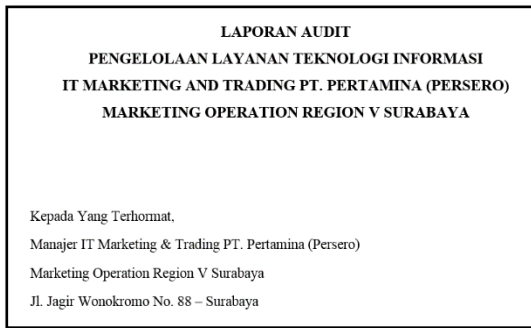 LAPORAN AUDIT
PENGELOLAAN LAYANAN TEKNOLOGI INFORMASI
IT MARKETING AND TRADING PT. PERTAMINA (PERSERO)
MARKETING OPERATION REGION V SURABAYA
Kepada Yang Terhormat,
Manajer IT Marketing & Trading PT. Pertamina (Persero)
Marketing Operation Region V Surabaya
Jl. Jagir Wonokromo No. 88 – Surabaya